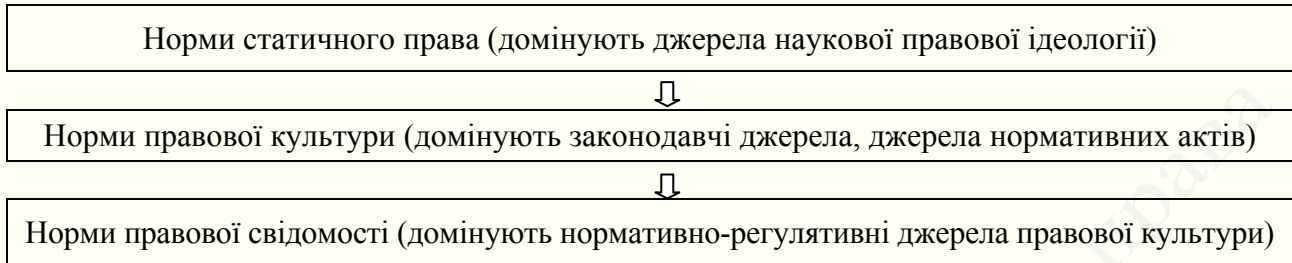 Норми статичного права (домінують джерела наукової правової ідеології)
Норми правової культури (домінують законодавчі джерела, джерела нормативних актів)
Норми правової свідомості (домінують нормативно-регулятивні джерела правової культури)